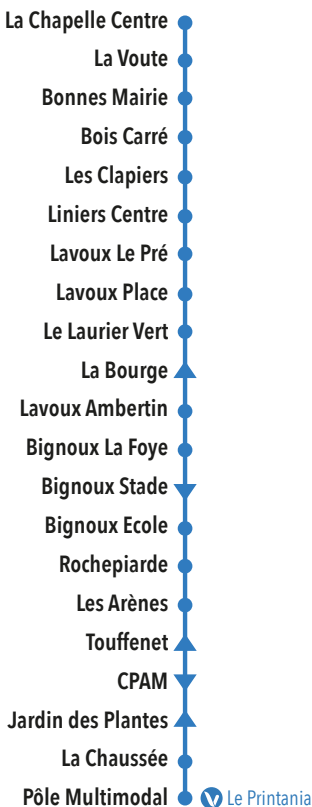 La Chapelle Centre
La Voute
Bonnes Mairie
Bois Carré
Les Clapiers
Liniers Centre
Lavoux Le Pré
Lavoux Place
Le Laurier Vert
La Bourge
Lavoux Ambertin
Bignoux La Foye
Bignoux Stade
Bignoux Ecole
Rochepiarde
Les Arènes
Touffenet
CPAM
Jardin des Plantes
La Chaussée
Pôle Multimodal V Le Printania